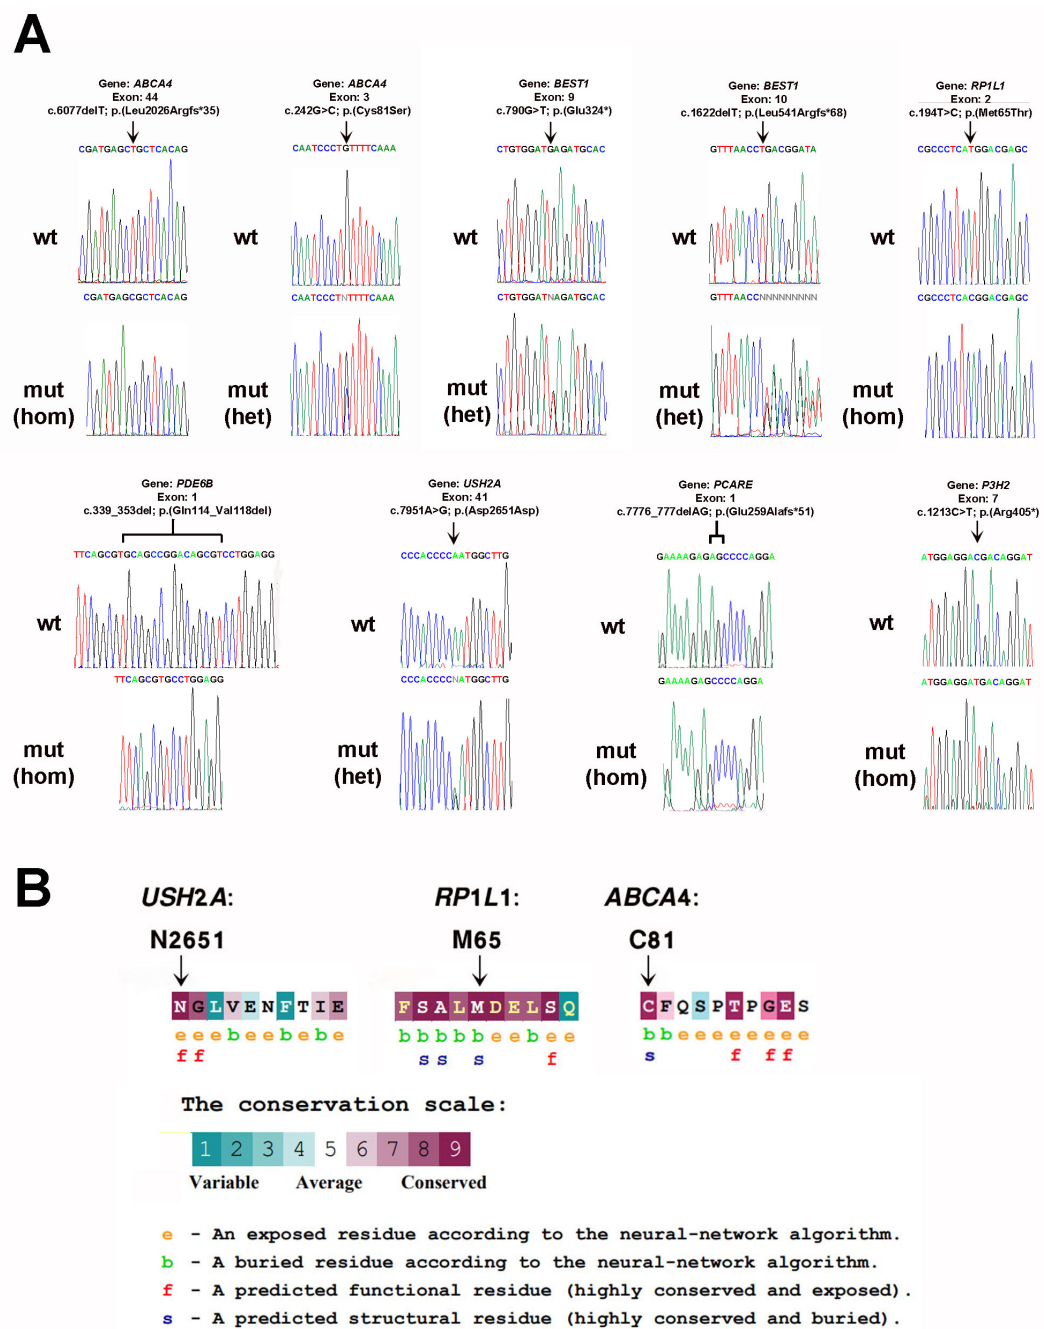 A
Gene: ABCA4
Exon: 44
c.6077delT; p.(Leu2026Argfs*35)
CGATGAGCTGCTCACAG
wt
CGATGAGCGCTCACAG
mut
(hom)
Gene: ABCA4
Exon: 3
c.242G>C; p.(Cys81Ser)
CAATCCCTGTTTTCAAA
wt
CAATCCCTNTTTTCAAA
mut
(het)
Gene: BEST1
Exon: 9
c.790G>T; p.(Glu324*)
CTGTGGATGAGATGCAC
wt
CTGTGGATNAGATGCAC
mut
(het)
Gene: BEST1
Exon: 10
c.1622delT; p.(Leu541Argfs*68)
GTTTAACCTGACGGATA
wt
GTTTAACCNNNNNNNNN
mut
(het)
Gene: RP1L1
Exon: 2
c.194T>C; p.(Met65Thr)
CGCCCTCATGGACGAGC
wt
CGCCCTCACGGACGAGC
mut
(hom)
Gene: PDE6B
Exon: 1
c.339_353del; p.(Gln114_Val118del)
TTCAGCGTGCAGCCGGACAGCGTCCTGGAGG
wt
TTCAGCGTGCCTGGAGG
mut
(hom)
Gene: USH2A
Exon: 41
c.7951A>G; p.(Asp2651Asp)
CCCACCCCAATGGCTTG
wt
CCCACCCCNATGGCTTG
mut
(het)
Gene: PCARE
Exon: 1
c.7776_777delAG; p.(Glu259Alafs*51)
GAAAAGAGAGCCCCAGGA
wt
GAAAAGAGCCCCAGGA
mut
(hom)
Gene: P3H2
Exon: 7
c.1213C>T; p.(Arg405*)
ATGGAGGACGACAGGAT
wt
ATGGAGGATGACAGGAT
mut
(hom)
B
USH2A:
N2651
NGLVENFTIE
eeebeebebe
ff
RP1L1:
M65
FSALMDELSQ
bbbbbeebee
ss s f
ABCA4:
C81
CFQSPTPGES
bbeeeeeeee
s f ff
The conservation scale:
1 2 3 4 5 6 7 8 9
Variable Average Conserved
e - An exposed residue according to the neural-network algorithm.
b - A buried residue according to the neural-network algorithm.
f - A predicted functional residue (highly conserved and exposed).
s - A predicted structural residue (highly conserved and buried).